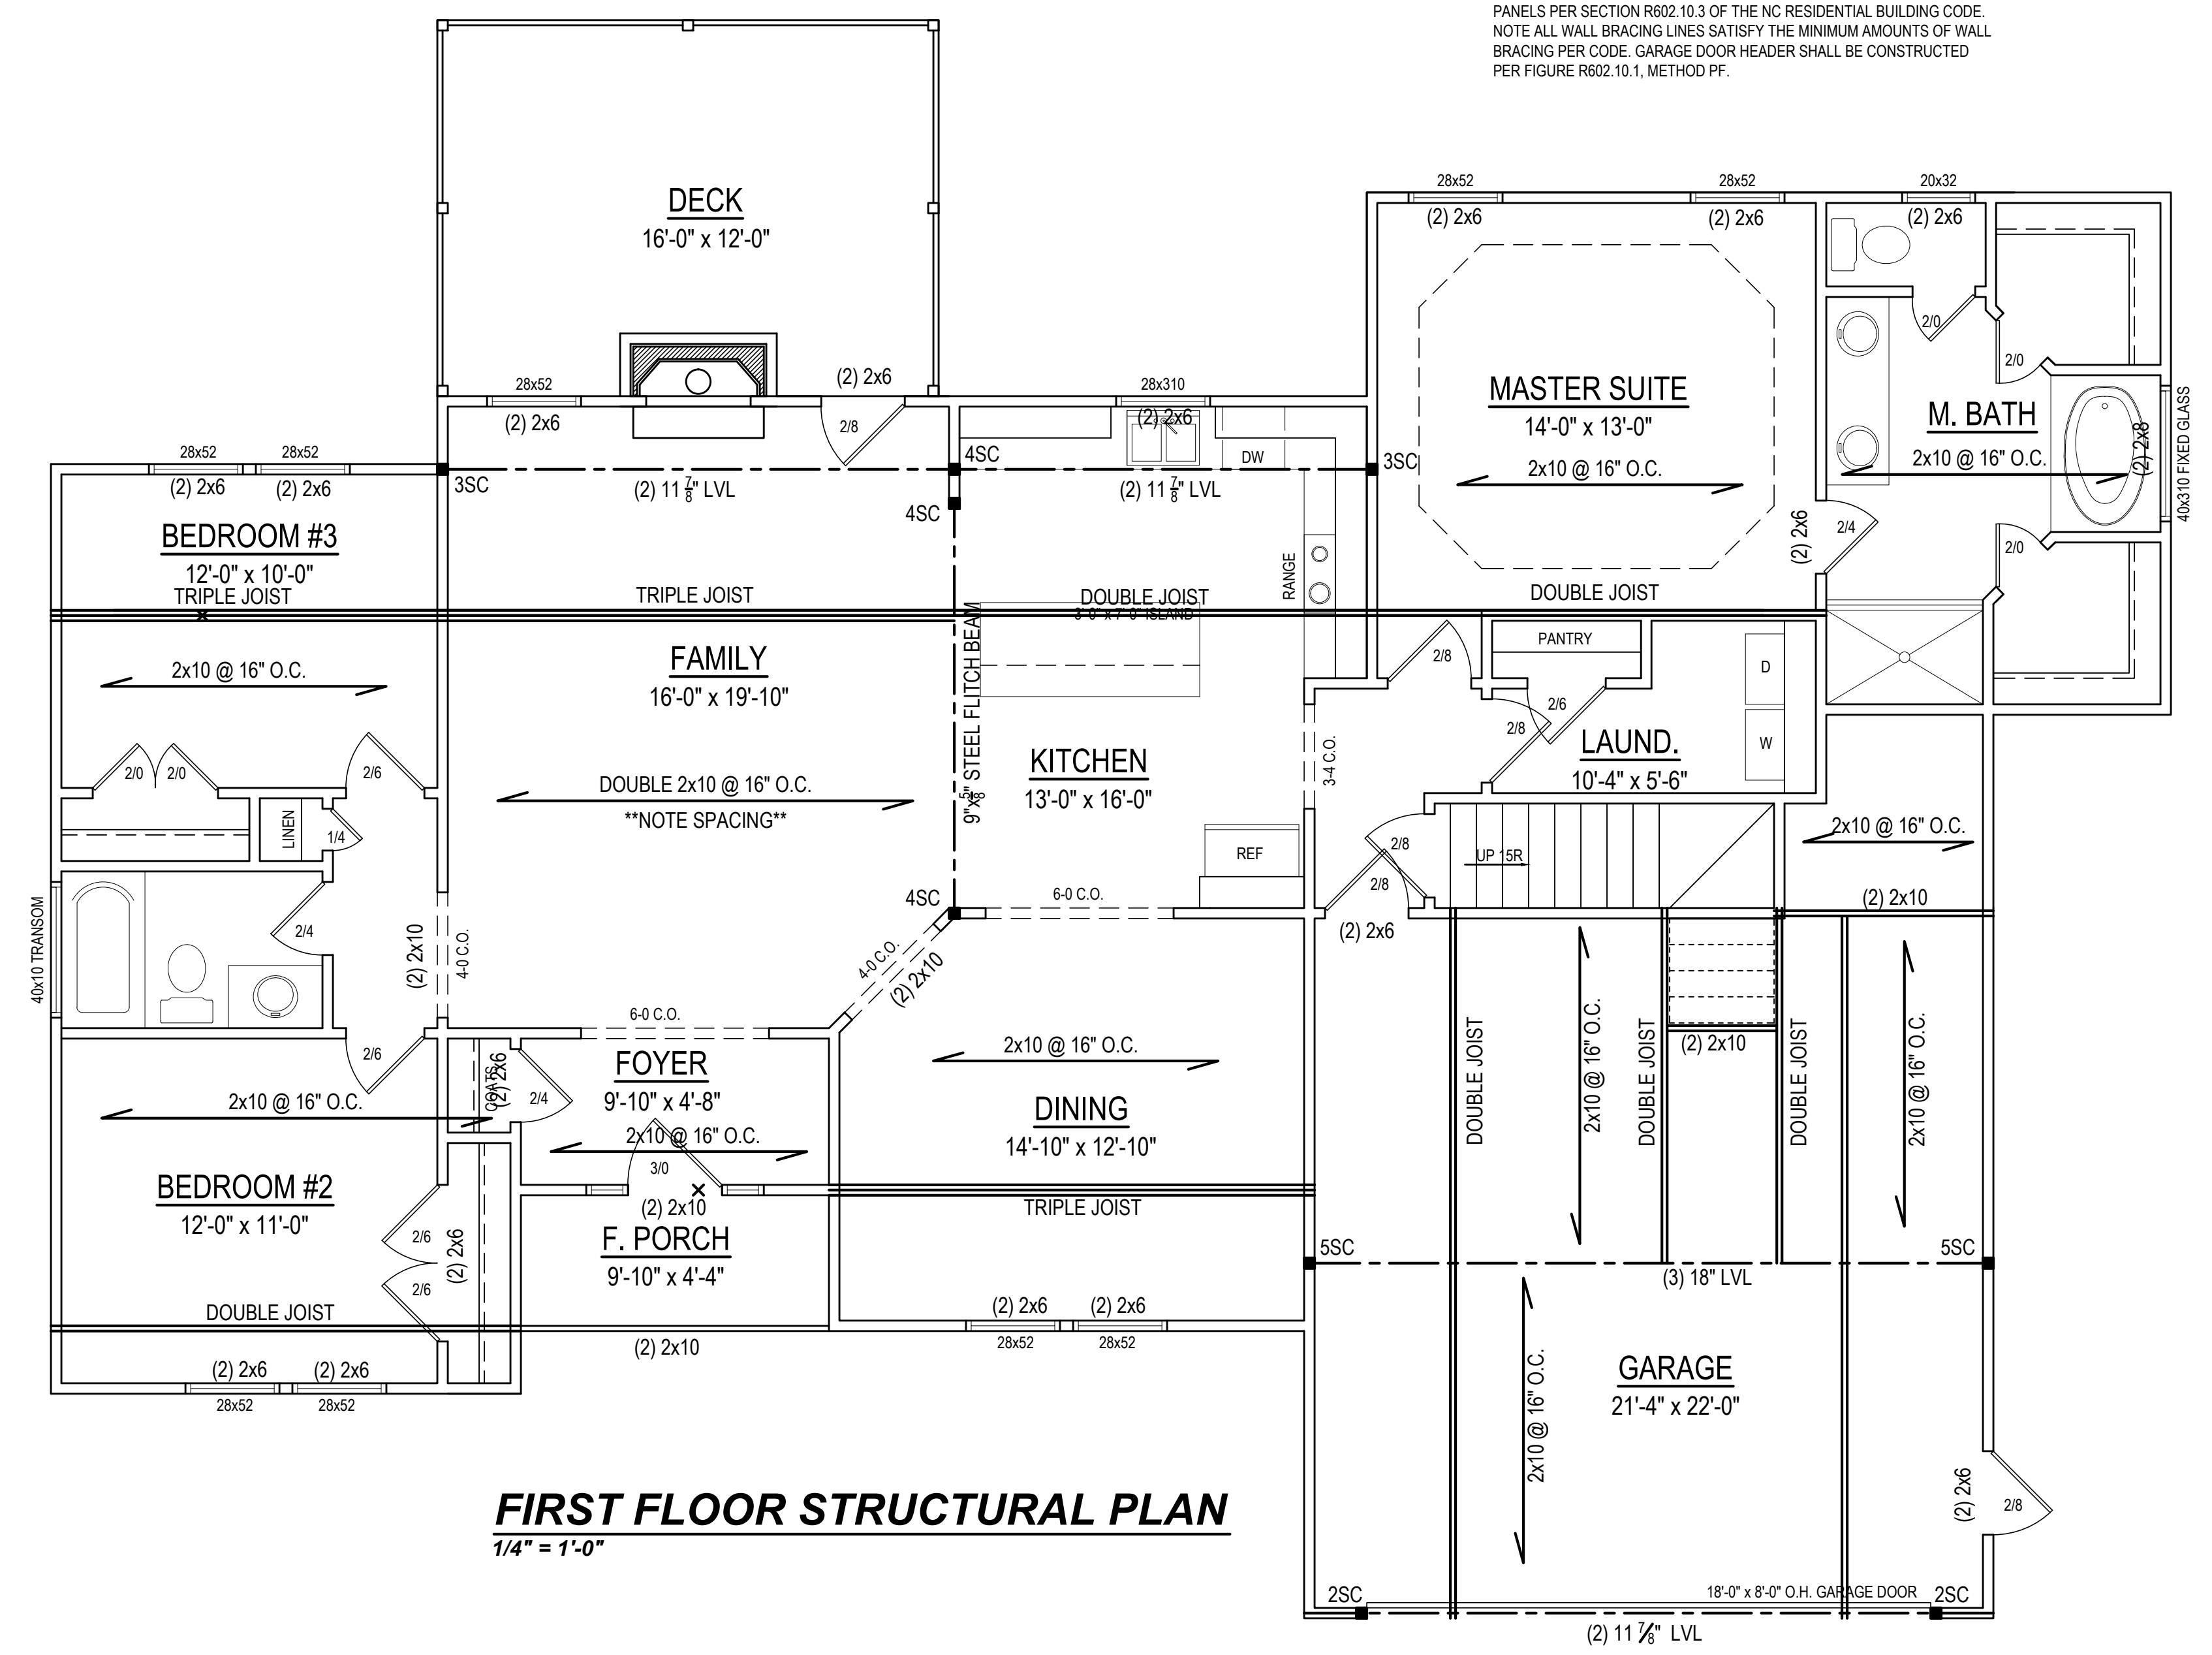 PANELS PER SECTION R602.10.3 OF THE NC RESIDENTIAL BUILDING CODE.
NOTE ALL WALL BRACING LINES SATISFY THE MINIMUM AMOUNTS OF WALL
BRACING PER CODE. GARAGE DOOR HEADER SHALL BE CONSTRUCTED
PER FIGURE R602.10.1, METHOD PF.
DECK
16'-0" x 12'-0"
28x52
(2) 2x6
(2) 2x6
2/8
28x310
(2) 2x6
DW
28x52
(2) 2x6
28x52
(2) 2x6
20x32
(2) 2x6
2/0
2/0
MASTER SUITE
14'-0" x 13'-0"
2x10 @ 16" O.C.
M. BATH
2x10 @ 16" O.C.
(2) 2x8
40x310 FIXED GLASS
(2) 2x6
2/4
2/0
28x52
28x52
(2) 2x6
(2) 2x6
3SC
(2) 11 7/8" LVL
4SC
4SC
(2) 11 7/8" LVL
3SC
BEDROOM #3
12'-0" x 10'-0"
TRIPLE JOIST
TRIPLE JOIST
DOUBLE JOIST
3'-0" x 7'-0" ISLAND
RANGE
DOUBLE JOIST
2x10 @ 16" O.C.
FAMILY
16'-0" x 19'-10"
9"x5/8" STEEL FLITCH BEAM
2/8
PANTRY
2/6
2/8
D
W
LAUND.
10'-4" x 5'-6"
2/0
2/0
2/6
DOUBLE 2x10 @ 16" O.C.
**NOTE SPACING**
KITCHEN
13'-0" x 16'-0"
3-4 C.O.
LINEN
1/4
REF
2/8
UP 15R
2/8
2x10 @ 16" O.C.
40x10 TRANSOM
2/4
(2) 2x10
4-0 C.O.
4SC
6-0 C.O.
4-0 C.O.
(2) 2x10
(2) 2x6
(2) 2x10
6-0 C.O.
2/6
COATS
(2) 2x6
2/4
FOYER
9'-10" x 4'-8"
2x10 @ 16" O.C.
2x10 @ 16" O.C.
2x10 @ 16" O.C.
DINING
14'-10" x 12'-10"
DOUBLE JOIST
2x10 @ 16" O.C.
DOUBLE JOIST
(2) 2x10
DOUBLE JOIST
2x10 @ 16" O.C.
BEDROOM #2
12'-0" x 11'-0"
2/6
2/6
(2) 2x6
3/0
(2) 2x10
F. PORCH
9'-10" x 4'-4"
TRIPLE JOIST
5SC
(3) 18" LVL
5SC
DOUBLE JOIST
(2) 2x10
(2) 2x6
(2) 2x6
28x52
28x52
(2) 2x6
(2) 2x6
28x52
28x52
2x10 @ 16" O.C.
GARAGE
21'-4" x 22'-0"
(2) 2x6
2/8
FIRST FLOOR STRUCTURAL PLAN
1/4" = 1'-0"
2SC
18'-0" x 8'-0" O.H. GARAGE DOOR
2SC
(2) 11 7/8" LVL